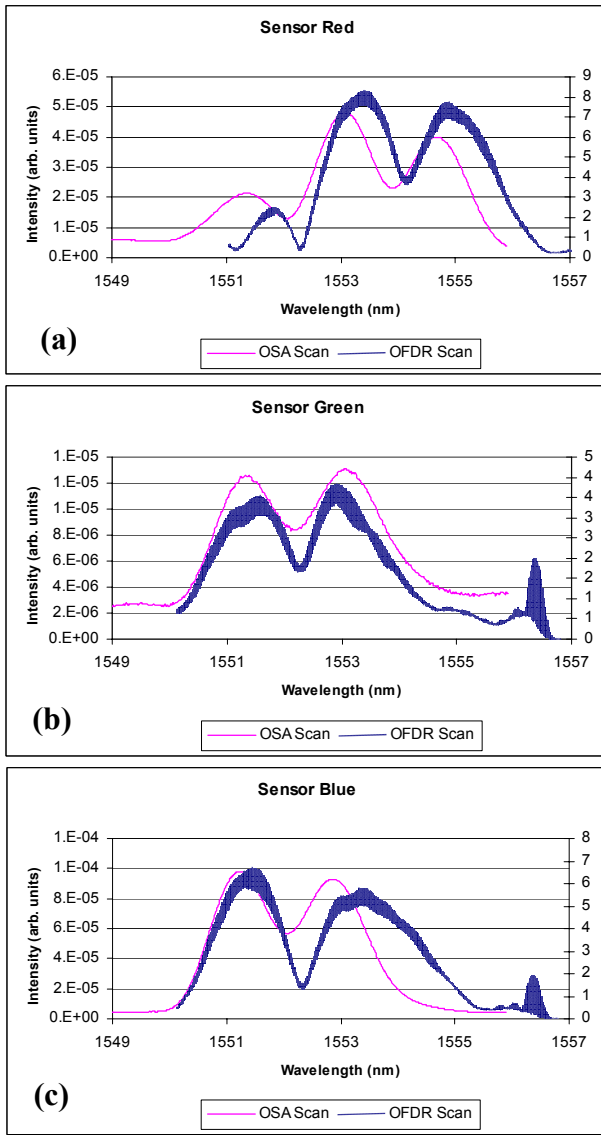 Sensor Red
6.E-05
5.E-05
4.E-05
3.E-05
2.E-05
1.E-05
0.E+00
9
8
7
6
5
4
3
2
1
0
Intensity (arb. units)
1549 1551 1553 1555 1557
Wavelength (nm)
(a)
OSA Scan OFDR Scan
Sensor Green
1.E-05
1.E-05
8.E-06
6.E-06
4.E-06
2.E-06
0.E+00
5
4
4
3
3
2
2
1
1
0
Intensity (arb. units)
1549 1551 1553 1555 1557
Wavelength (nm)
(b)
OSA Scan OFDR Scan
Sensor Blue
1.E-04
1.E-04
8.E-05
6.E-05
4.E-05
2.E-05
0.E+00
8
7
6
5
4
3
2
1
0
Intensity (arb. units)
1549 1551 1553 1555 1557
Wavelength (nm)
(c)
OSA Scan OFDR Scan